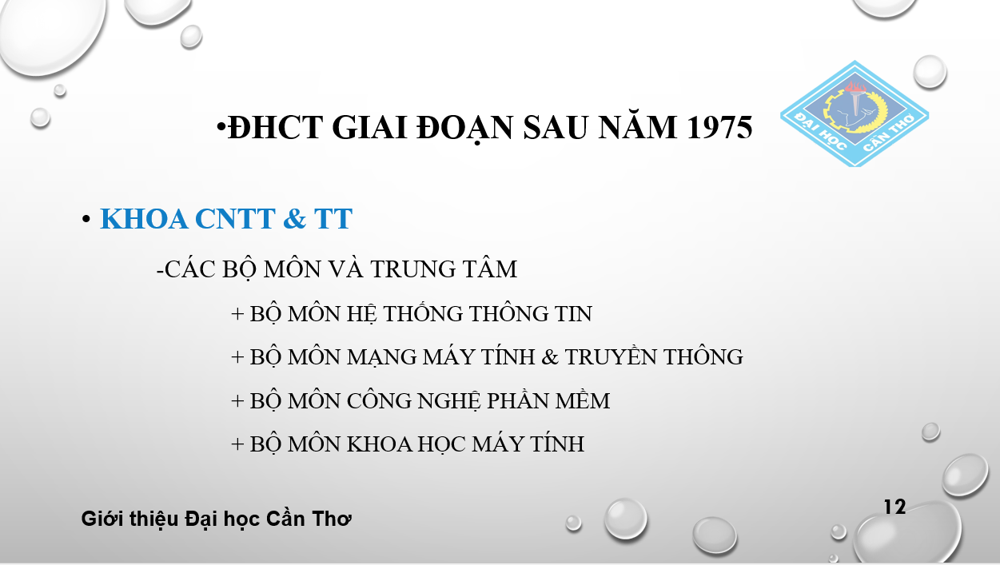 •ĐHCT GIAI ĐOẠN SAU NĂM 1975
ĐẠI HỌC CẦN THƠ
• KHOA CNTT & TT
-CÁC BỘ MÔN VÀ TRUNG TÂM
+ BỘ MÔN HỆ THỐNG THÔNG TIN
+ BỘ MÔN MẠNG MÁY TÍNH & TRUYỀN THÔNG
+ BỘ MÔN CÔNG NGHỆ PHẦN MỀM
+ BỘ MÔN KHOA HỌC MÁY TÍNH
Giới thiệu Đại học Cần Thơ
12